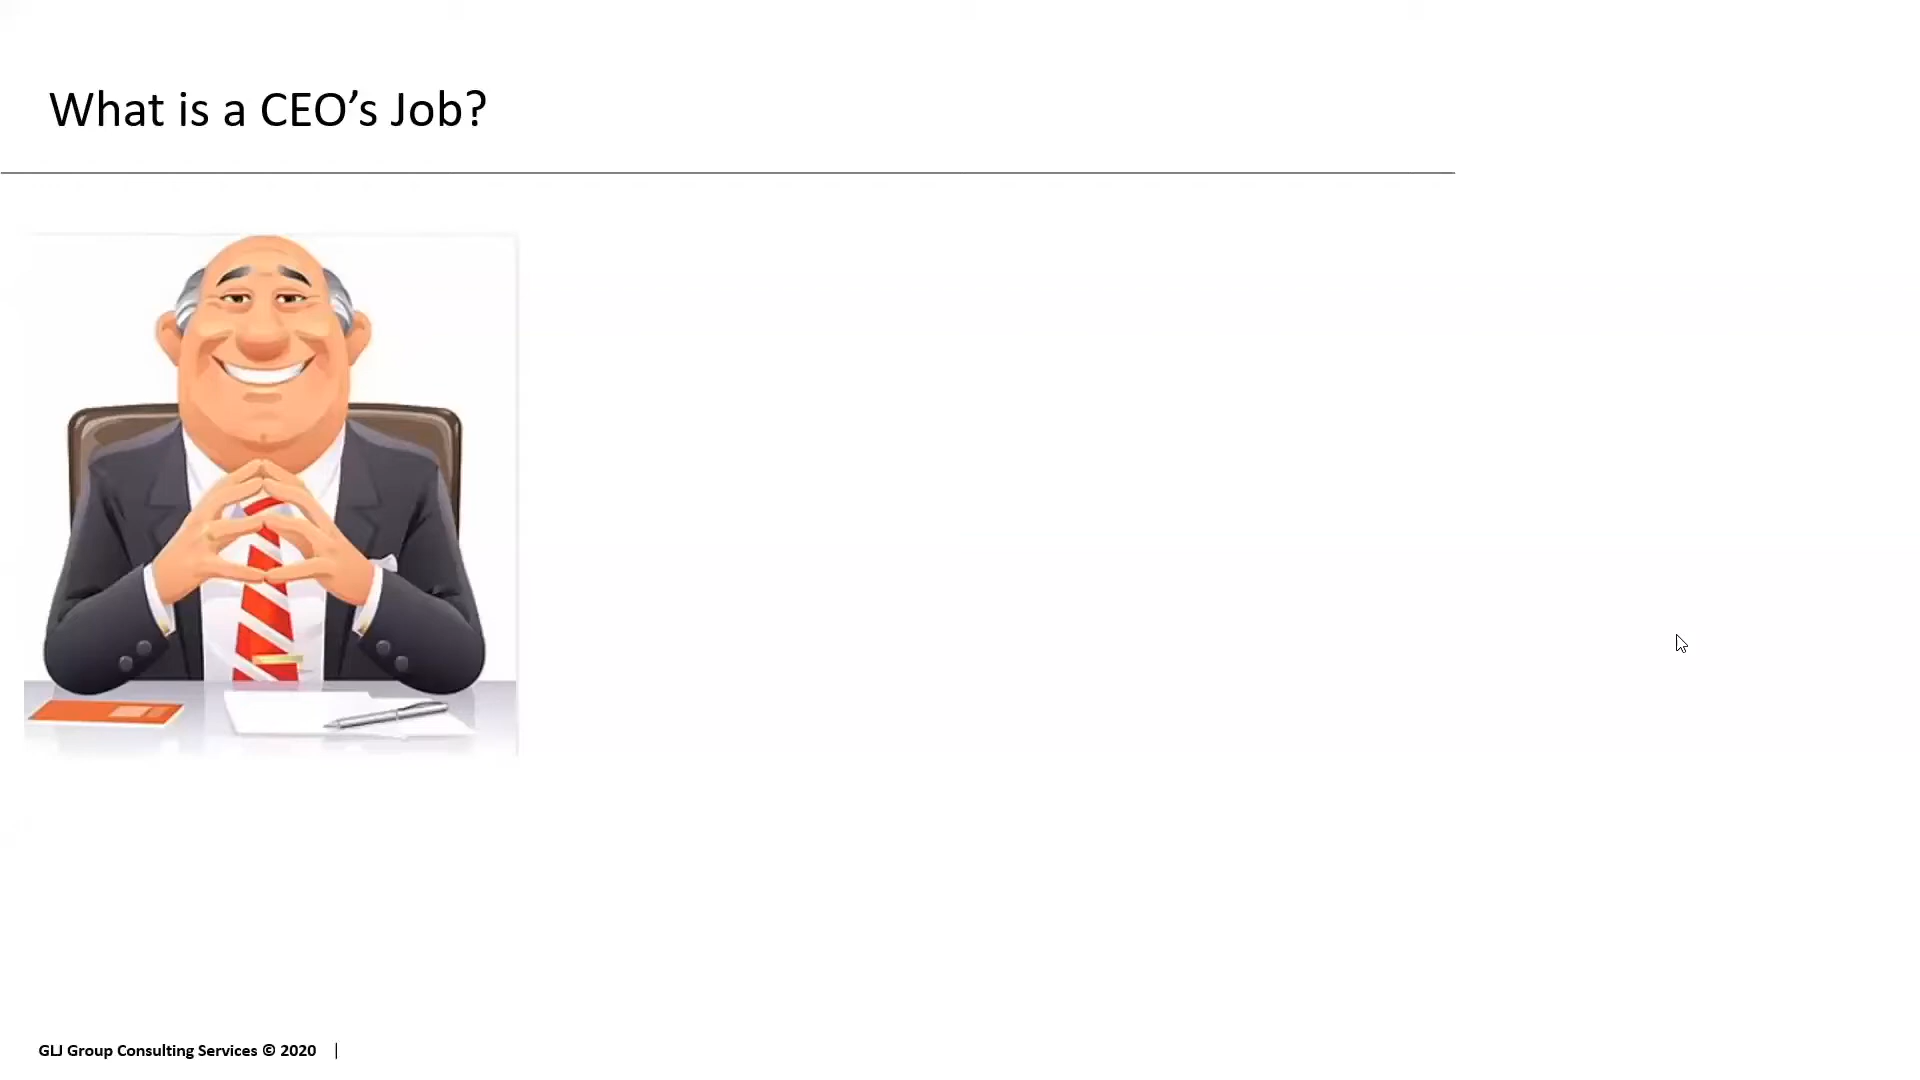 What is a CEO’s Job?
GLJ Group Consulting Services © 2020 |